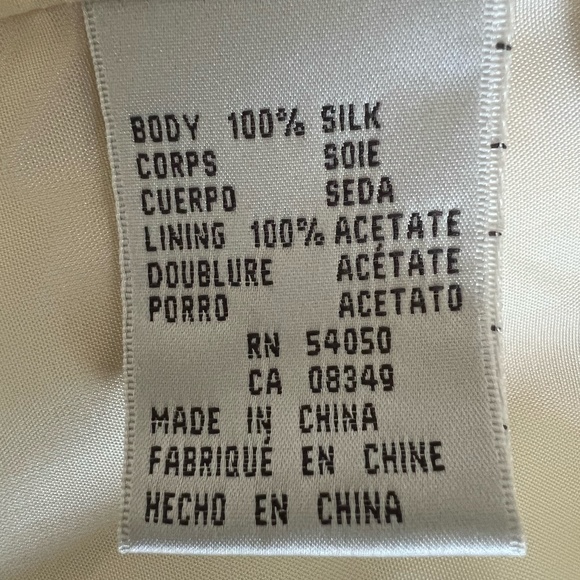 BODY 100% SILK
CORPS SOIE
CUERPO SEDA
LINING 100% ACETATE
DOUBLURE ACÉTATE
PORRO ACETATO
RN 54050
CA 08349
MADE IN CHINA
FABRIQUÉ EN CHINE
HECHO EN CHINA